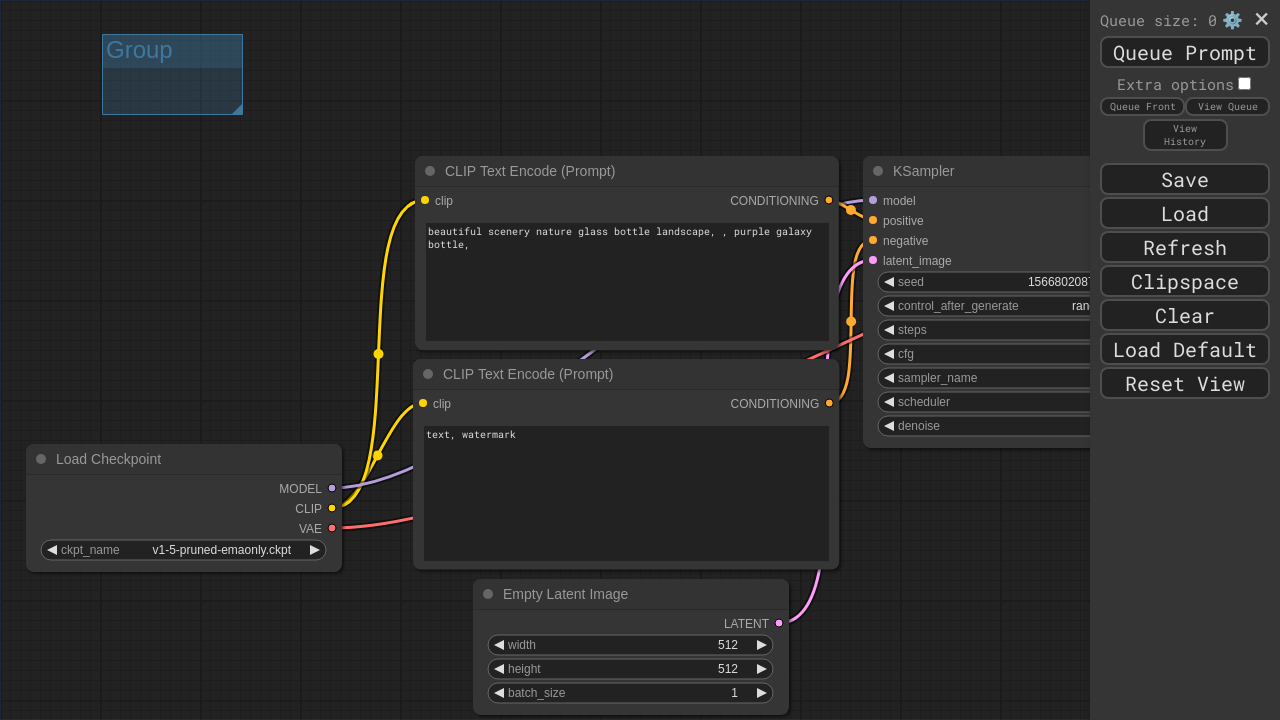 Group
CLIP Text Encode (Prompt)
clip
CONDITIONING
beautiful scenery nature glass bottle landscape, , purple galaxy
bottle,
CLIP Text Encode (Prompt)
clip
CONDITIONING
text, watermark
Load Checkpoint
MODEL
CLIP
VAE
ckpt_name v1-5-pruned-emaonly.ckpt
Empty Latent Image
LATENT
width 512
height 512
batch_size 1
KSampler
model
positive
negative
latent_image
seed 156680208
control_after_generate ran
steps
cfg
sampler_name
scheduler
denoise
Queue size: 0
Queue Prompt
Extra options
Queue Front View Queue
View
History
Save
Load
Refresh
Clipspace
Clear
Load Default
Reset View